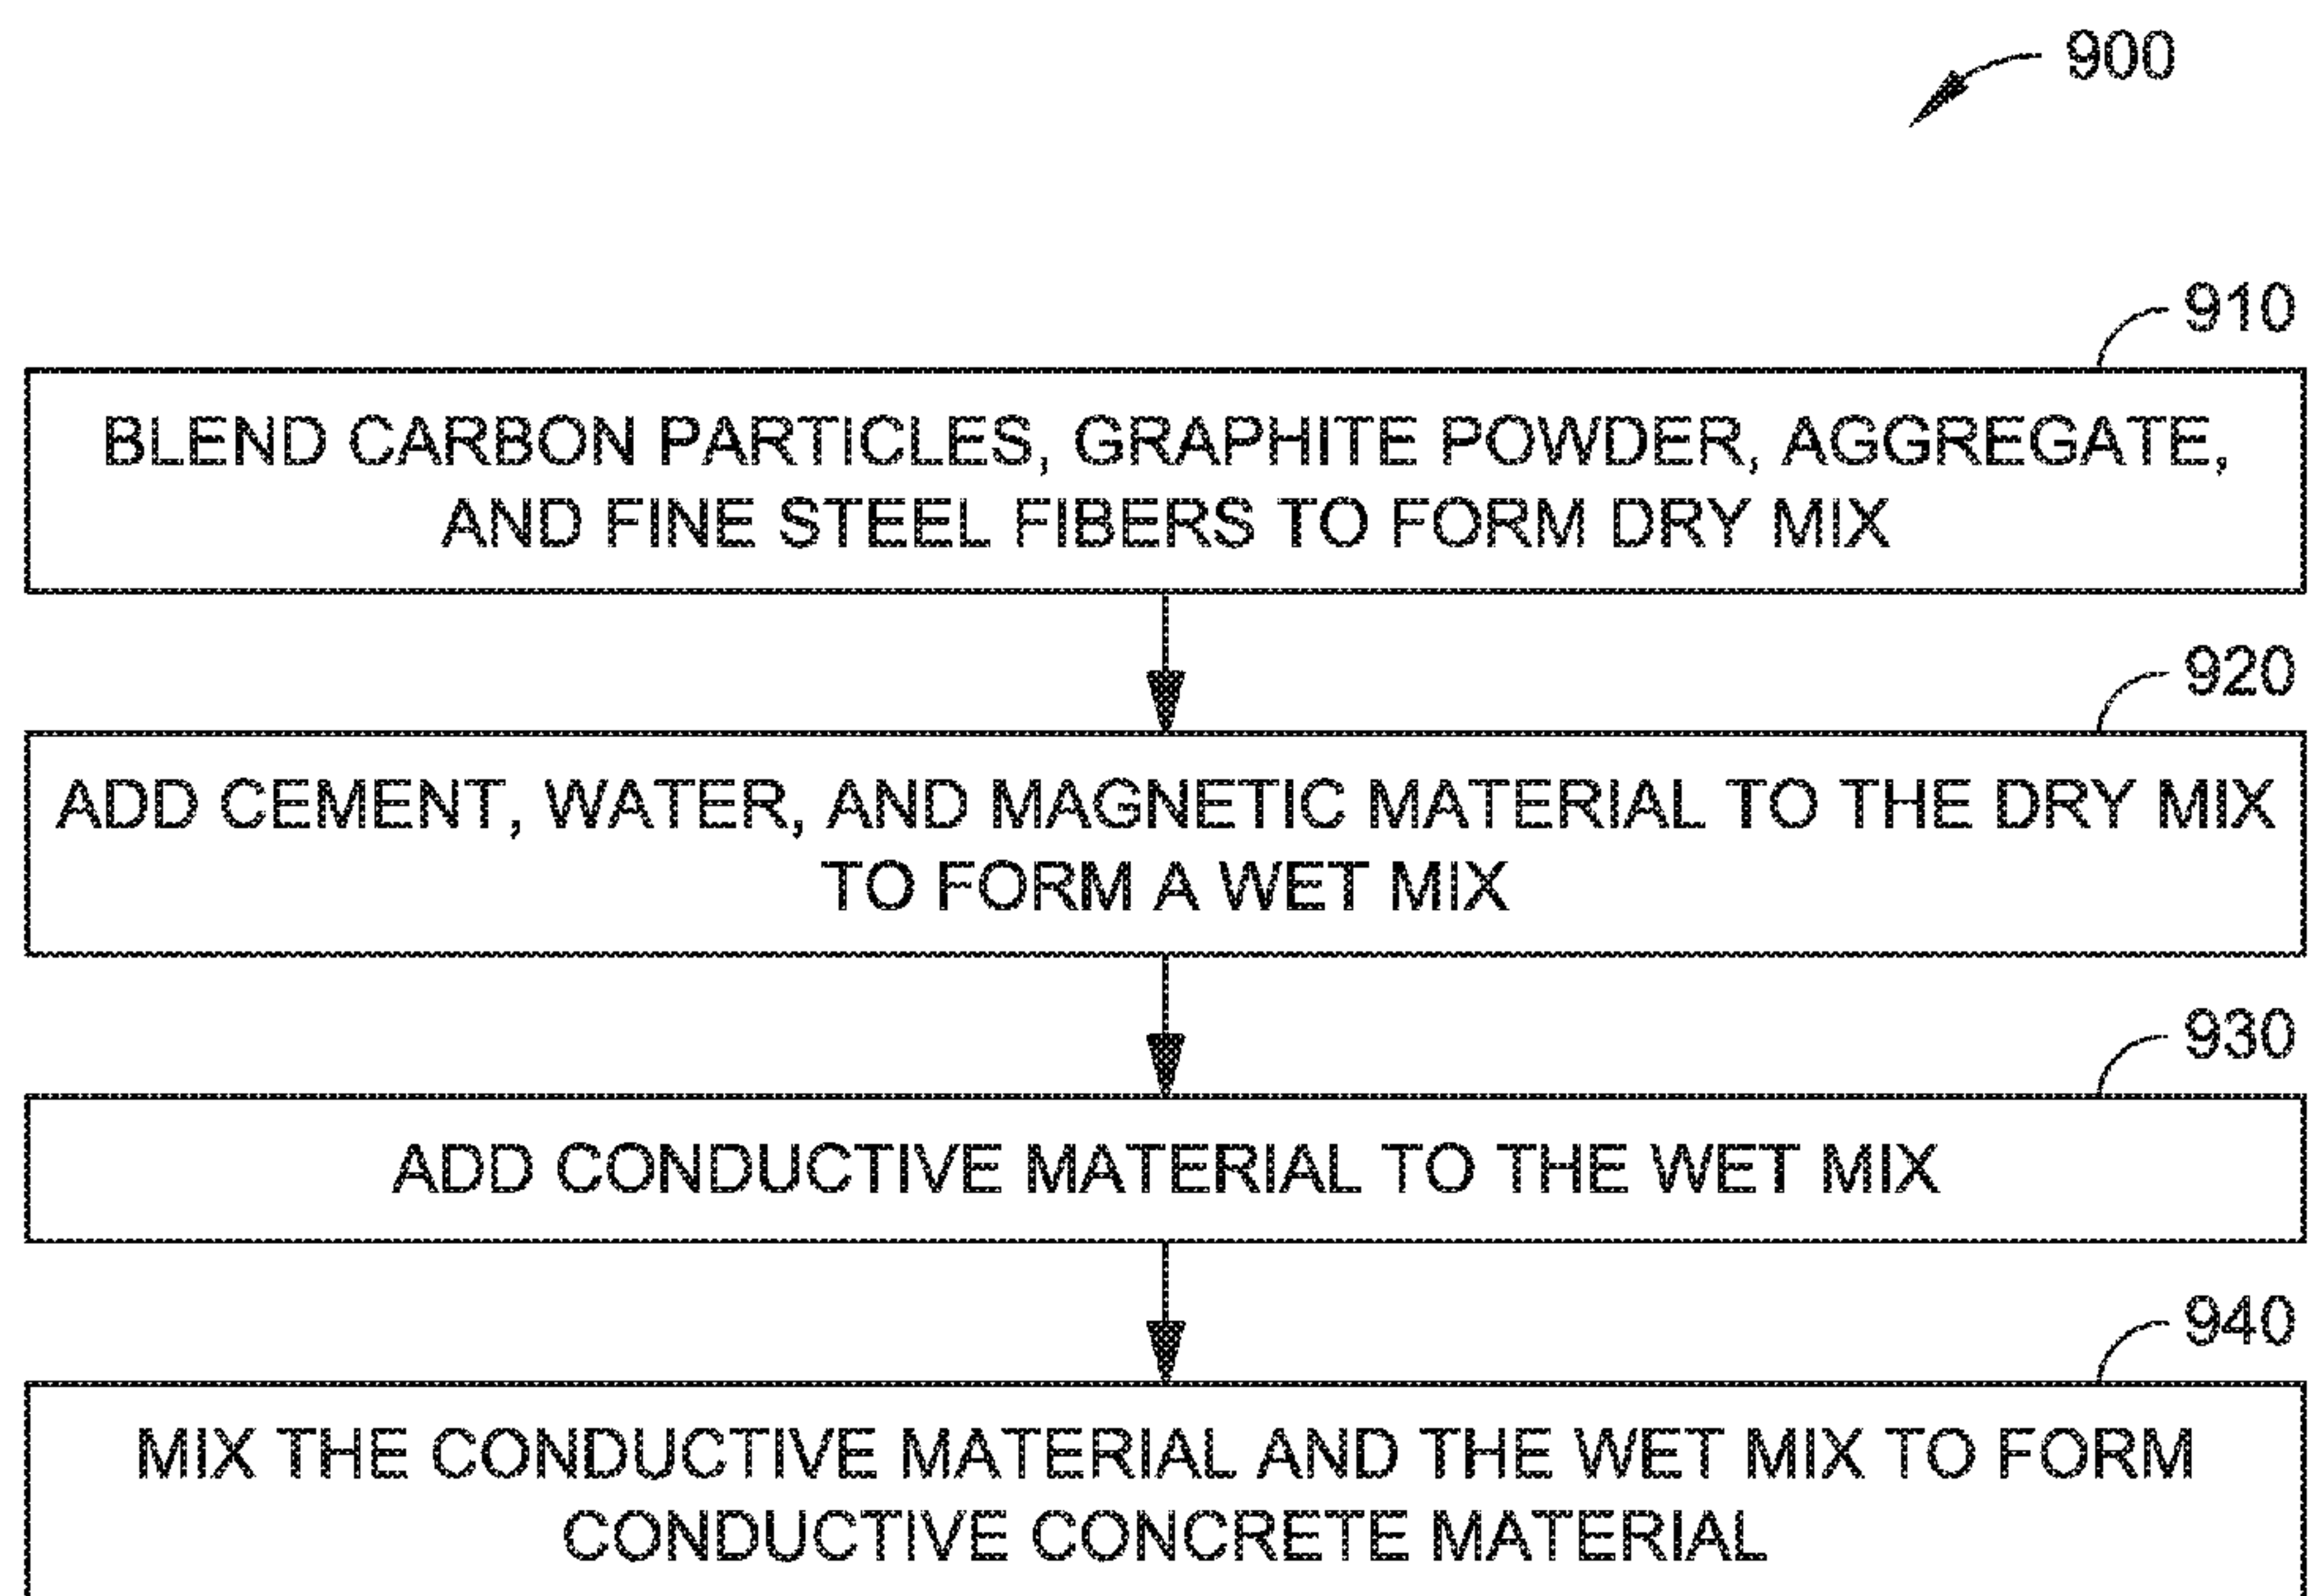 900
910
BLEND CARBON PARTICLES, GRAPHITE POWDER, AGGREGATE,
AND FINE STEEL FIBERS TO FORM DRY MIX
920
ADD CEMENT, WATER, AND MAGNETIC MATERIAL TO THE DRY MIX
TO FORM A WET MIX
930
ADD CONDUCTIVE MATERIAL TO THE WET MIX
940
MIX THE CONDUCTIVE MATERIAL AND THE WET MIX TO FORM
CONDUCTIVE CONCRETE MATERIAL